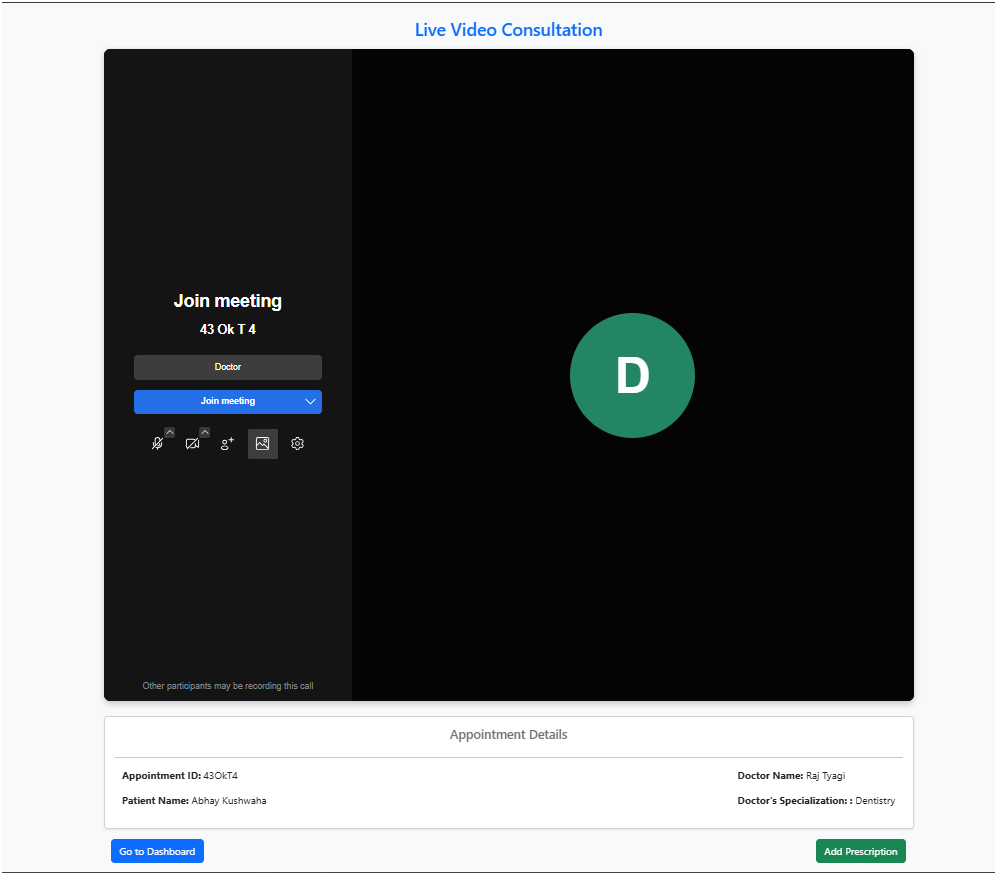 Live Video Consultation
Join meeting
43 Ok T 4
Doctor
Join meeting
D
Other participants may be recording this call
Appointment Details
Appointment ID: 43OkT4
Doctor Name: Raj Tyagi
Patient Name: Abhay Kushwaha
Doctor's Specialization: : Dentistry
Go to Dashboard
Add Prescription